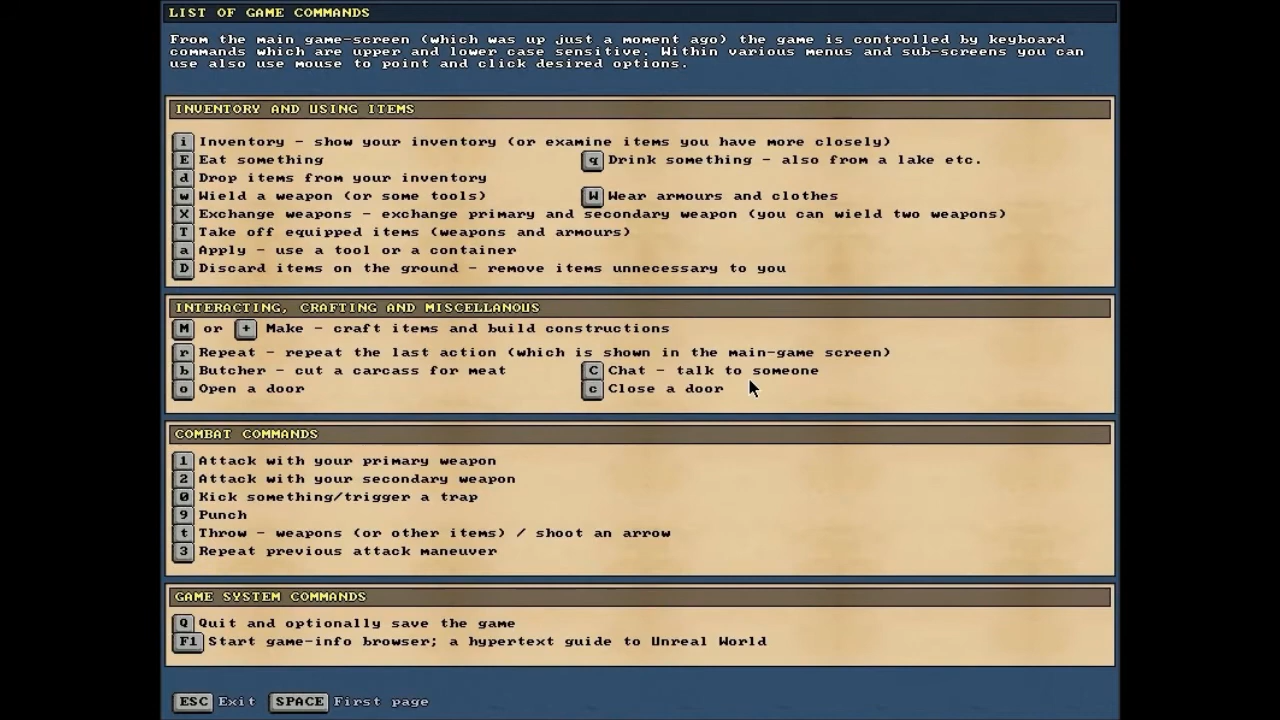 LIST OF GAME COMMANDS
From the main game-screen (which was up just a moment ago) the game is controlled by keyboard
commands which are upper and lower case sensitive. Within various menus and sub-screens you can
use also use mouse to point and click desired options.
INVENTORY AND USING ITEMS
i Inventory - show your inventory (or examine items you have more closely)
E Eat something q Drink something - also from a lake etc.
d Drop items from your inventory
w Wield a weapon (or some tools) W Wear armours and clothes
X Exchange weapons - exchange primary and secondary weapon (you can wield two weapons)
T Take off equipped items (weapons and armours)
a Apply - use a tool or a container
D Discard items on the ground - remove items unnecessary to you
INTERACTING, CRAFTING AND MISCELLANOUS
M or + Make - craft items and build constructions
r Repeat - repeat the last action (which is shown in the main-game screen)
b Butcher - cut a carcass for meat C Chat - talk to someone
o Open a door c Close a door
COMBAT COMMANDS
1 Attack with your primary weapon
2 Attack with your secondary weapon
0 Kick something/trigger a trap
9 Punch
t Throw - weapons (or other items) / shoot an arrow
3 Repeat previous attack maneuver
GAME SYSTEM COMMANDS
Q Quit and optionally save the game
F1 Start game-info browser; a hypertext guide to Unreal World
ESC Exit SPACE First page